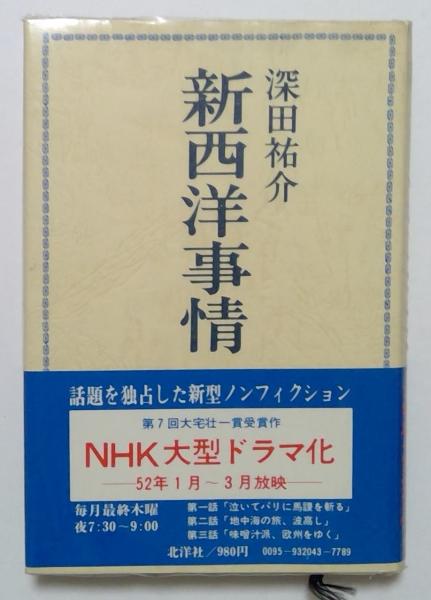 深田祐介
新西洋事情
話題を独占した新型ノンフィクション
第7回大宅壮一賞受賞作
NHK大型ドラマ化
52年1月～3月放映
毎月最終木曜
夜7:30～9:00
第一話「泣いてパリに馬謖を斬る」
第二話「地中海の旅、波高し」
第三話「味噌汁派、欧州をゆく」
北洋社／980円 0095-932043-7789